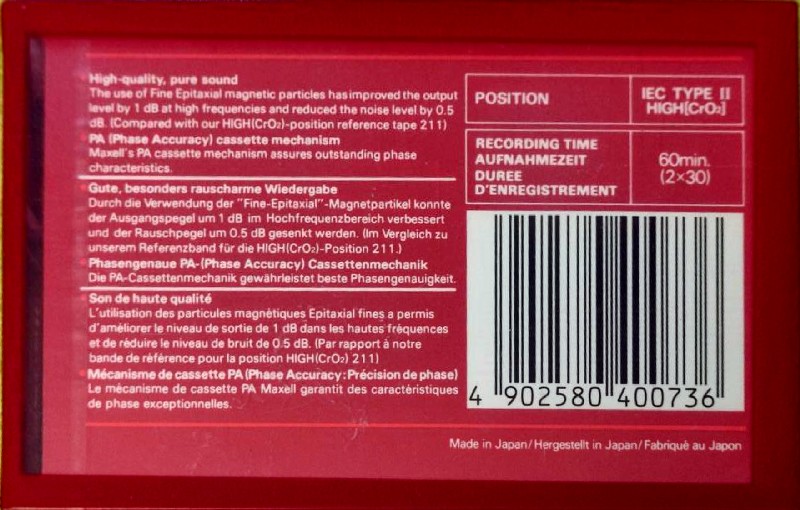 High-quality, pure sound
The use of Fine Epitaxial magnetic particles has improved the output
level by 1 dB at high frequencies and reduced the noise level by 0.5
dB. (Compared with our HIGH(CrO₂)-position reference tape 211)
PA (Phase Accuracy) cassette mechanism
Maxell's PA cassette mechanism assures outstanding phase
characteristics.
Gute, besonders rauscharme Wiedergabe
Durch die Verwendung der "Fine-Epitaxial"-Magnetpartikel konnte
der Ausgangspegel um 1 dB im Hochfrequenzbereich verbessert
und der Rauschpegel um 0.5 dB gesenkt werden. (Im Vergleich zu
unserem Referenzband für die HIGH(CrO₂)-Position 211.)
Phasengenaue PA-(Phase Accuracy) Cassettenmechanik
Die PA-Cassettenmechanik gewährleistet beste Phasengenauigkeit.
Son de haute qualité
L'utilisation des particules magnétiques Epitaxial fines a permis
d'améliorer le niveau de sortie de 1 dB dans les hautes fréquences
et de réduire le niveau de bruit de 0.5 dB. (Par rapport à notre
bande de référence pour la position HIGH(CrO₂) 211)
Mécanisme de cassette PA (Phase Accuracy: Précision de phase)
Le mécanisme de cassette PA Maxell garantit des caractéristiques
de phase exceptionnelles.
POSITION
IEC TYPE II
HIGH[CrO₂]
RECORDING TIME
AUFNAHMEZEIT
DUREE
D'ENREGISTREMENT
60min.
(2×30)
4 902580 400736
Made in Japan/Hergestellt in Japan/Fabriqué au Japon